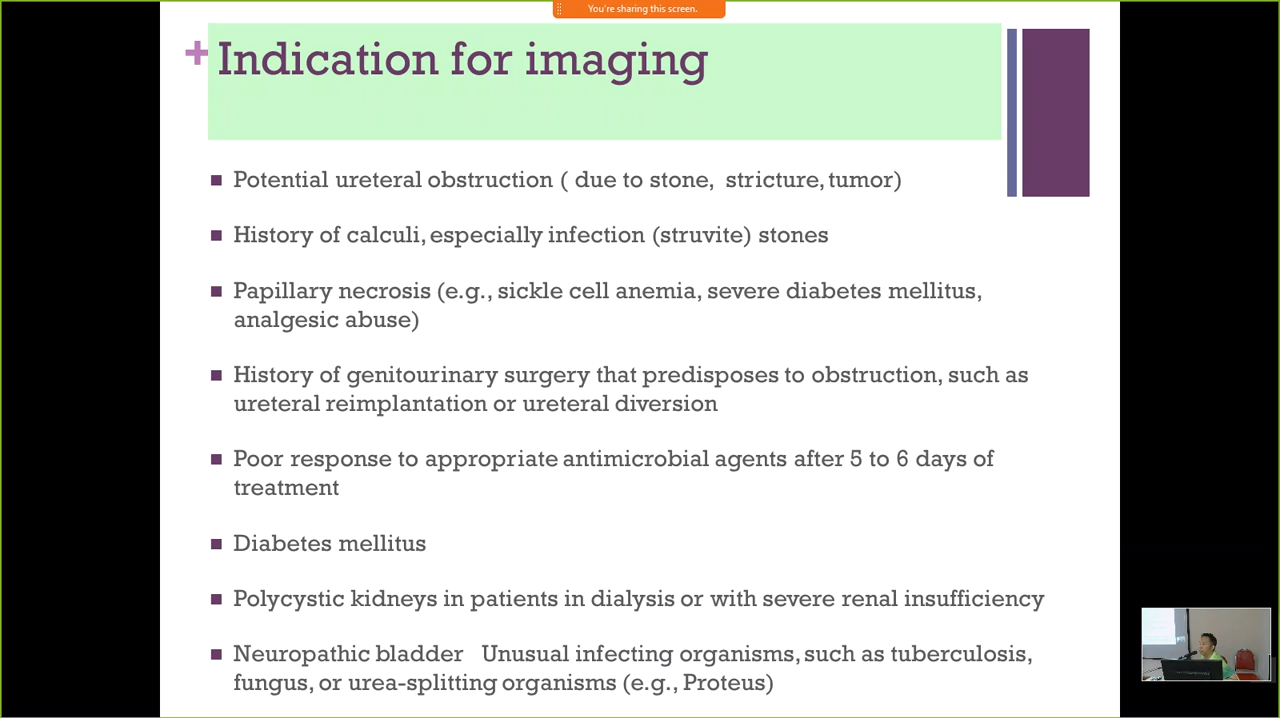 You're sharing this screen.
+ Indication for imaging
■ Potential ureteral obstruction ( due to stone, stricture, tumor)
■ History of calculi, especially infection (struvite) stones
■ Papillary necrosis (e.g., sickle cell anemia, severe diabetes mellitus,
analgesic abuse)
■ History of genitourinary surgery that predisposes to obstruction, such as
ureteral reimplantation or ureteral diversion
■ Poor response to appropriate antimicrobial agents after 5 to 6 days of
treatment
■ Diabetes mellitus
■ Polycystic kidneys in patients in dialysis or with severe renal insufficiency
■ Neuropathic bladder Unusual infecting organisms, such as tuberculosis,
fungus, or urea-splitting organisms (e.g., Proteus)